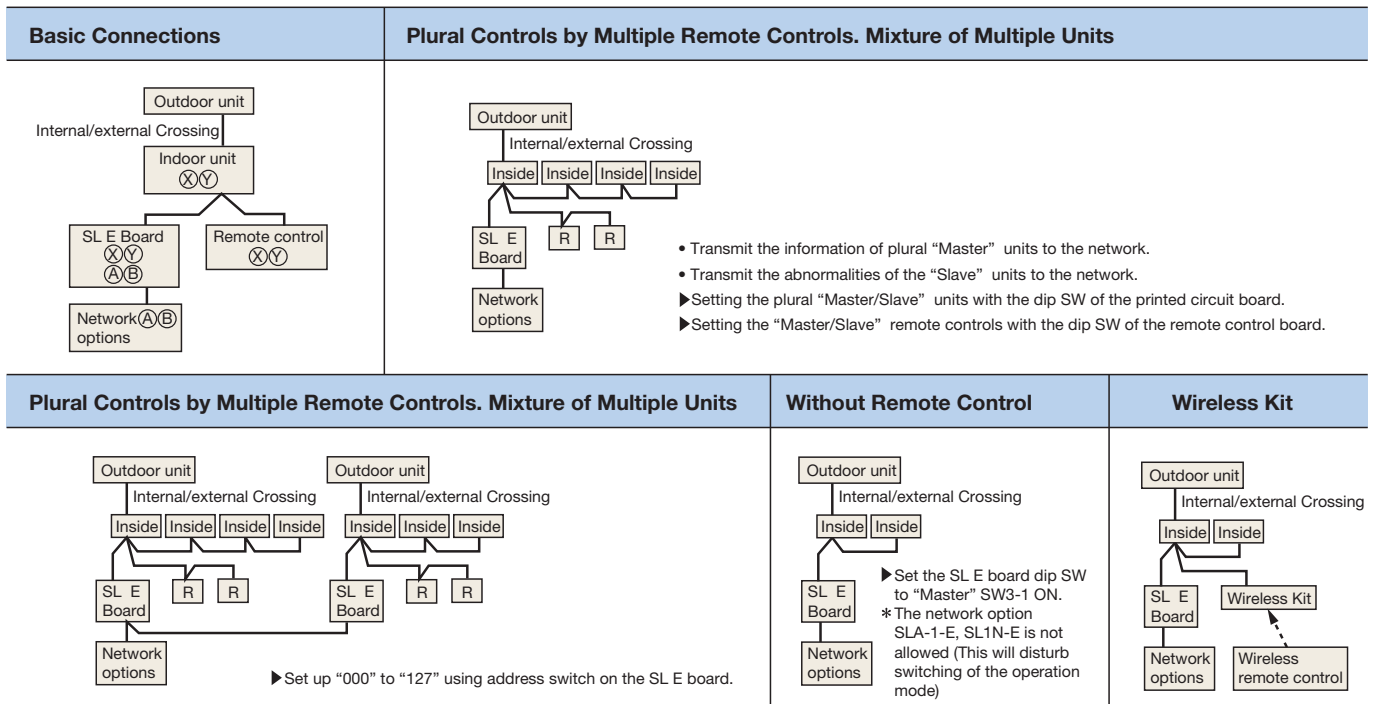 Basic Connections
Outdoor unit
Internal/external Crossing
Indoor unit
ⓍⓎ
SL E Board
ⓍⓎ
ⒶⒷ
Remote control
ⓍⓎ
NetworkⒶⒷ
options
Plural Controls by Multiple Remote Controls. Mixture of Multiple Units
Outdoor unit
Internal/external Crossing
Inside Inside Inside Inside
SL E
Board
R R
Network
options
• Transmit the information of plural “Master” units to the network.
• Transmit the abnormalities of the “Slave” units to the network.
▶Setting the plural “Master/Slave” units with the dip SW of the printed circuit board.
▶Setting the “Master/Slave” remote controls with the dip SW of the remote control board.
Plural Controls by Multiple Remote Controls. Mixture of Multiple Units
Outdoor unit
Internal/external Crossing
Inside Inside Inside Inside
SL E
Board
R R
Network
options
Outdoor unit
Internal/external Crossing
Inside Inside Inside
SL E
Board
R R
▶Set up “000” to “127” using address switch on the SL E board.
Without Remote Control
Outdoor unit
Internal/external Crossing
Inside Inside
SL E
Board
Network
options
▶Set the SL E board dip SW
to “Master” SW3-1 ON.
*The network option
SLA-1-E, SL1N-E is not
allowed (This will disturb
switching of the operation
mode)
Wireless Kit
Outdoor unit
Internal/external Crossing
Inside Inside
SL E
Board
Wireless Kit
Network
options
Wireless
remote control